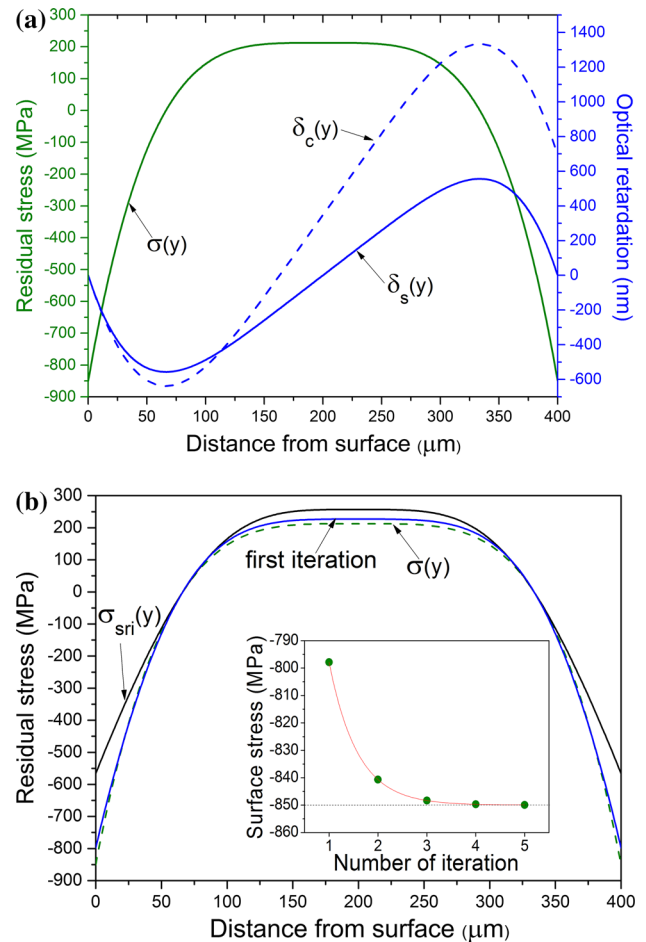 (a)
300
200
100
0
-100
-200
-300
-400
-500
-600
-700
-800
-900
Residual stress (MPa)
σ(y)
δc(y)
δs(y)
1400
1200
1000
800
600
400
200
0
-200
-400
-600
Optical retardation (nm)
0 50 100 150 200 250 300 350 400
Distance from surface (μm)
(b)
300
200
100
0
-100
-200
-300
-400
-500
-600
-700
-800
-900
Residual stress (MPa)
first iteration
σ(y)
σsri(y)
-790
-800
-810
-820
-830
-840
-850
-860
Surface stress (MPa)
1 2 3 4 5
Number of iteration
0 50 100 150 200 250 300 350 400
Distance from surface (μm)